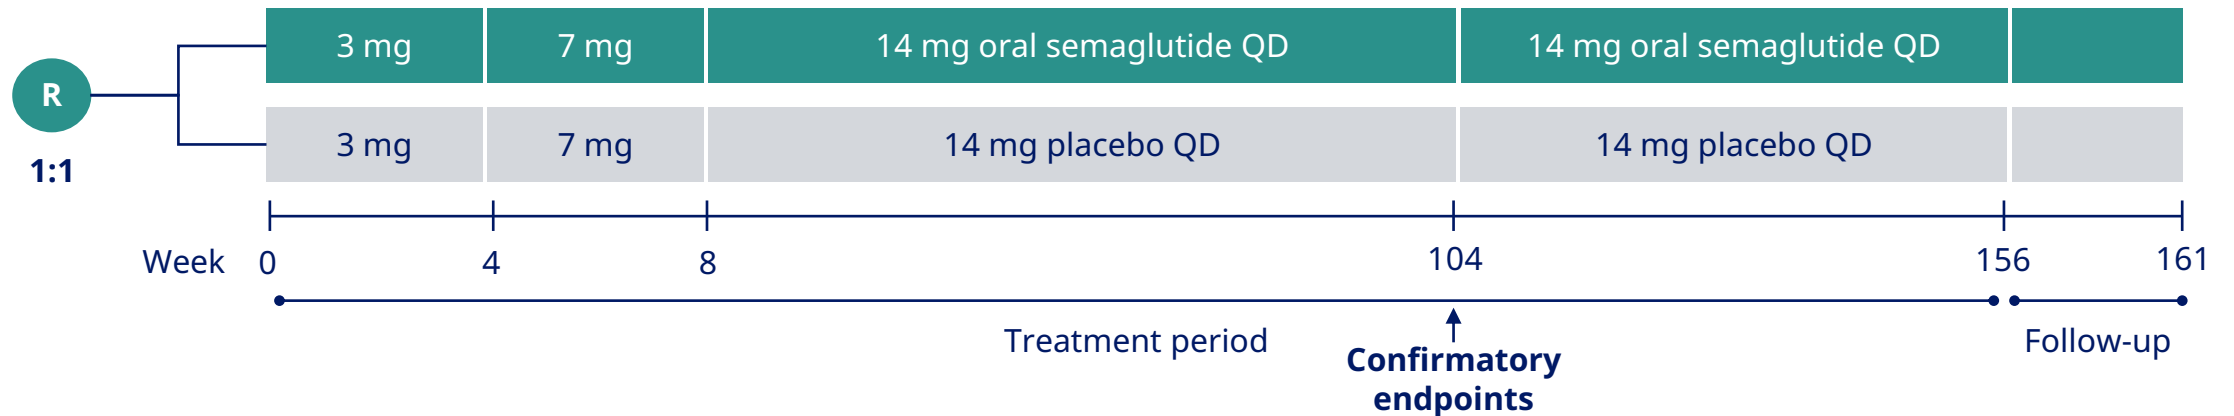 3 mg 7 mg 14 mg oral semaglutide QD 14 mg oral semaglutide QD
R
3 mg 7 mg 14 mg placebo QD 14 mg placebo QD
1:1
Week 0 4 8 104 156 161
Treatment period
Confirmatory
endpoints
Follow-up